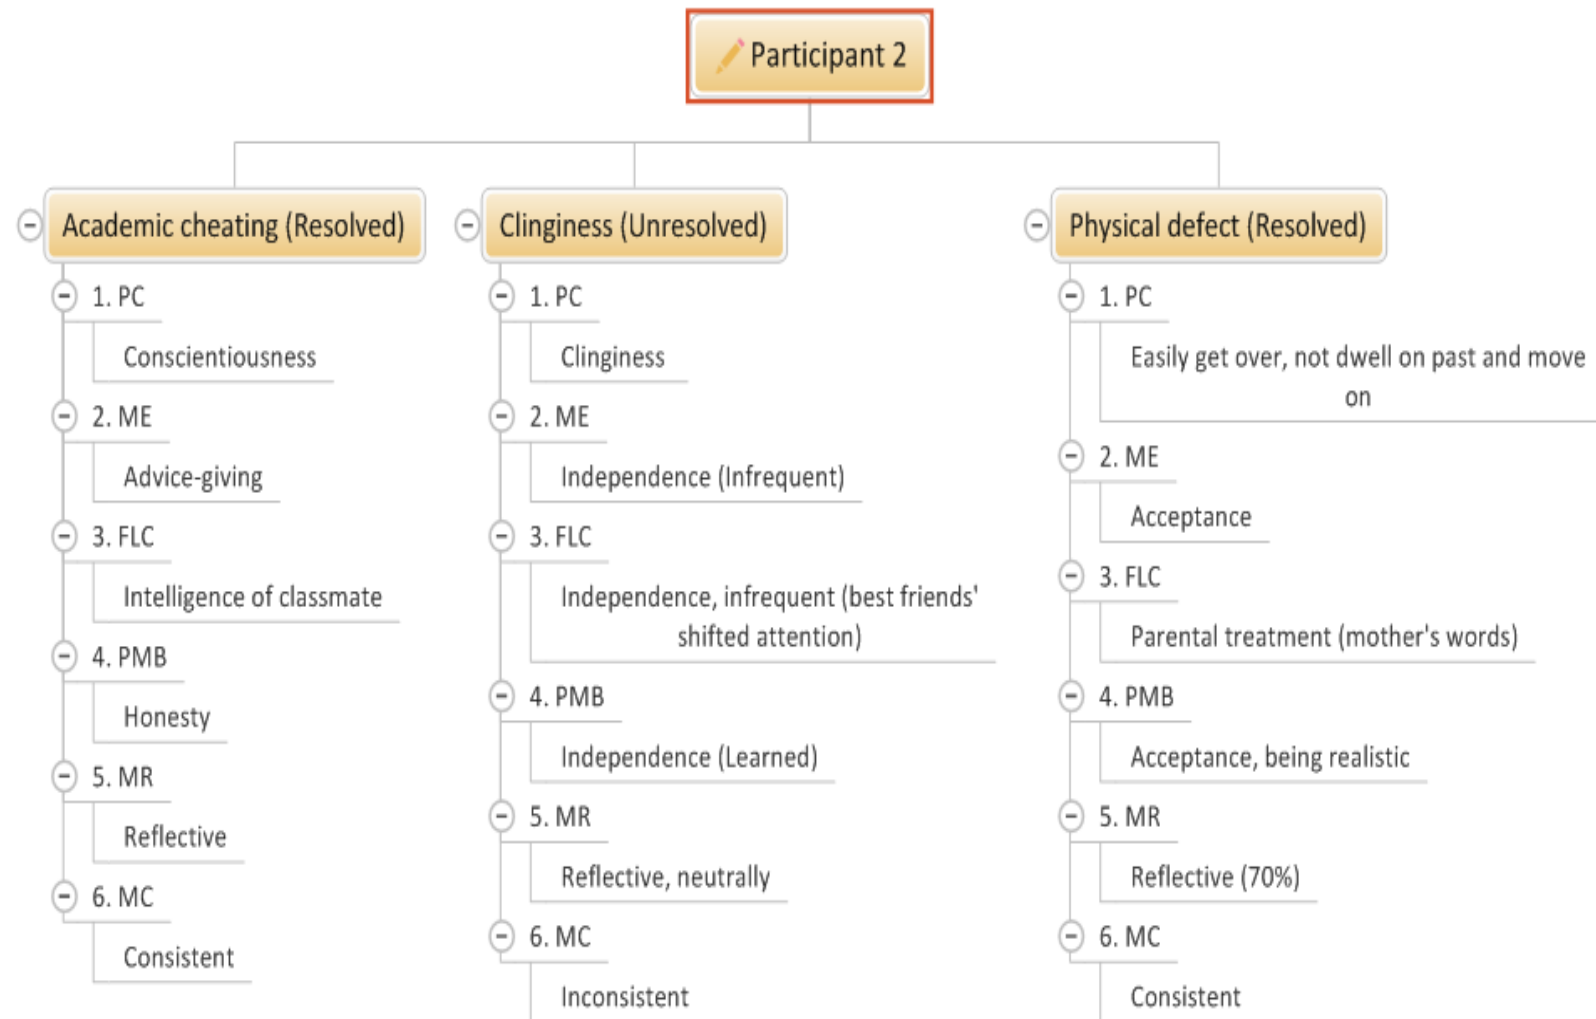 Participant 2
Academic cheating (Resolved)
1. PC
Conscientiousness
2. ME
Advice-giving
3. FLC
Intelligence of classmate
4. PMB
Honesty
5. MR
Reflective
6. MC
Consistent
Clinginess (Unresolved)
1. PC
Clinginess
2. ME
Independence (Infrequent)
3. FLC
Independence, infrequent (best friends'
shifted attention)
4. PMB
Independence (Learned)
5. MR
Reflective, neutrally
6. MC
Inconsistent
Physical defect (Resolved)
1. PC
Easily get over, not dwell on past and move
on
2. ME
Acceptance
3. FLC
Parental treatment (mother's words)
4. PMB
Acceptance, being realistic
5. MR
Reflective (70%)
6. MC
Consistent